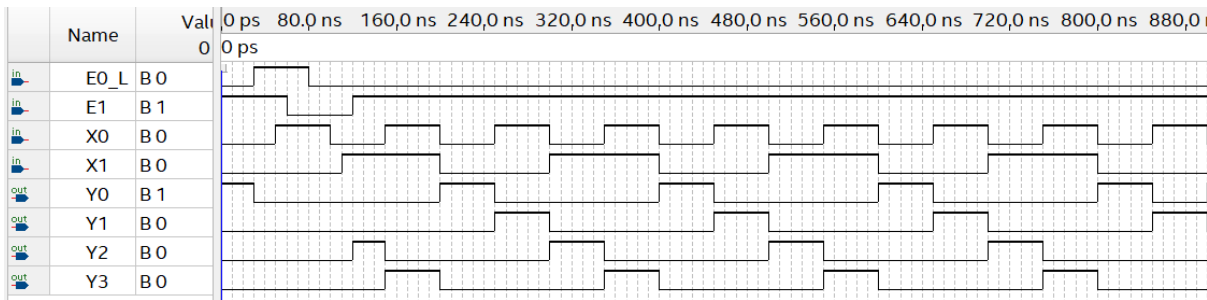 Name Valu 0 ps 80,0 ns 160,0 ns 240,0 ns 320,0 ns 400,0 ns 480,0 ns 560,0 ns 640,0 ns 720,0 ns 800,0 ns 880,0
0 0 ps
in E0_L B 0
in E1 B 1
in X0 B 0
in X1 B 0
out Y0 B 1
out Y1 B 0
out Y2 B 0
out Y3 B 0